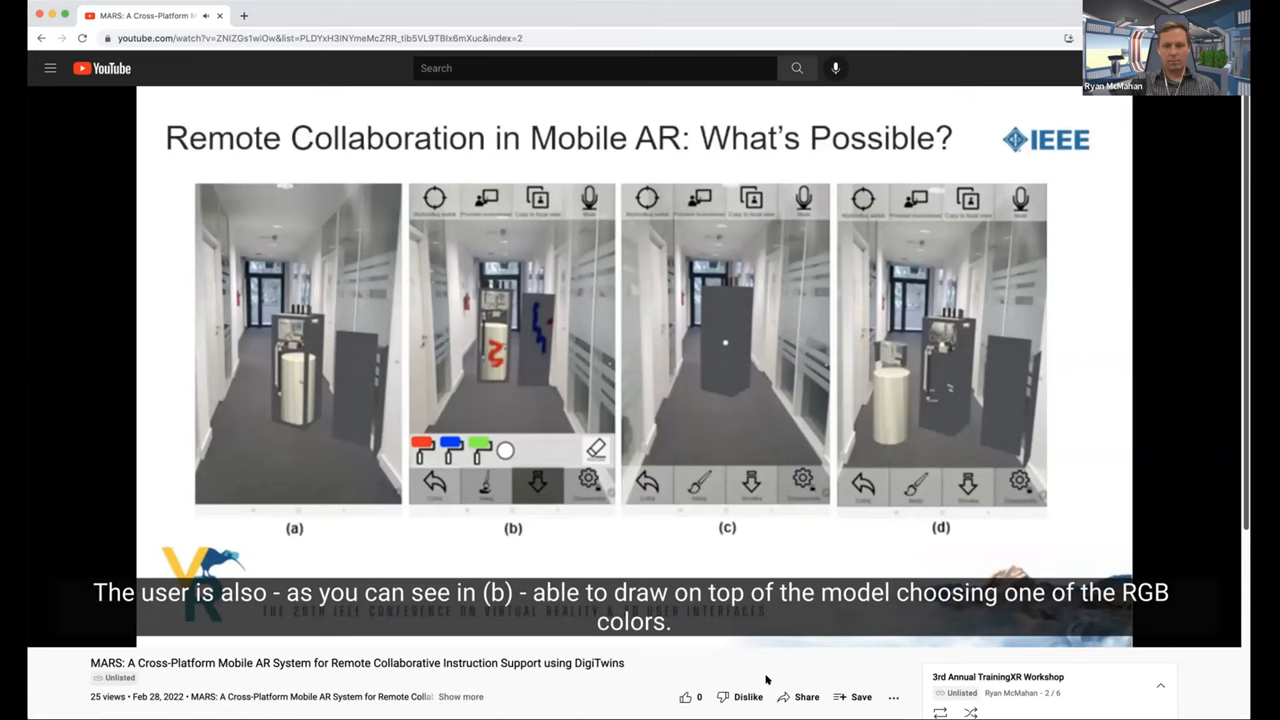 MARS: A Cross-Platform M
youtube.com/watch?v=ZNIZGs1wiOw&list=PLDYxH3lNYmeMcZRR_tib5VL9TBlx6mXuc&index=2
YouTube
Search
Ryan McMahan
Remote Collaboration in Mobile AR: What's Possible?
IEEE
(a)
(b)
(c)
(d)
VR
The user is also - as you can see in (b) - able to draw on top of the model choosing one of the RGB
colors.
MARS: A Cross-Platform Mobile AR System for Remote Collaborative Instruction Support using DigiTwins
Unlisted
25 views • Feb 28, 2022 • MARS: A Cross-Platform Mobile AR System for Remote Collab
Show more
0
Dislike
Share
Save
3rd Annual TrainingXR Workshop
Unlisted
Ryan McMahan - 2 / 6